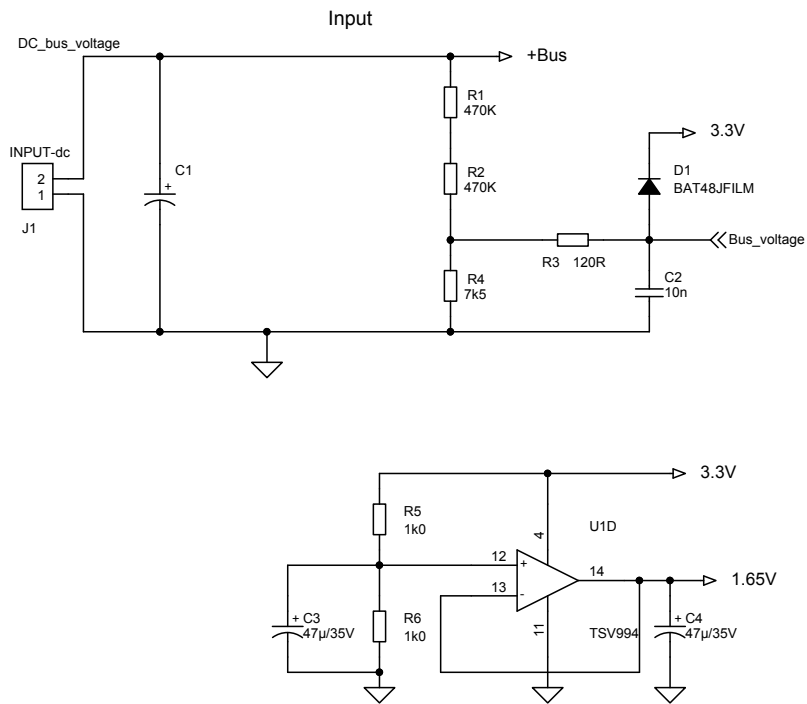 Input
DC_bus_voltage
+Bus
R1
470K
3.3V
INPUT-dc
C1
+
R2
470K
D1
BAT48JFILM
2
1
J1
Bus_voltage
R3 120R
R4
7k5
C2
10n
3.3V
R5
1k0
4
U1D
12
+
14
1.65V
13
-
C3
+
47µ/35V
R6
1k0
11
TSV994
C4
+
47µ/35V